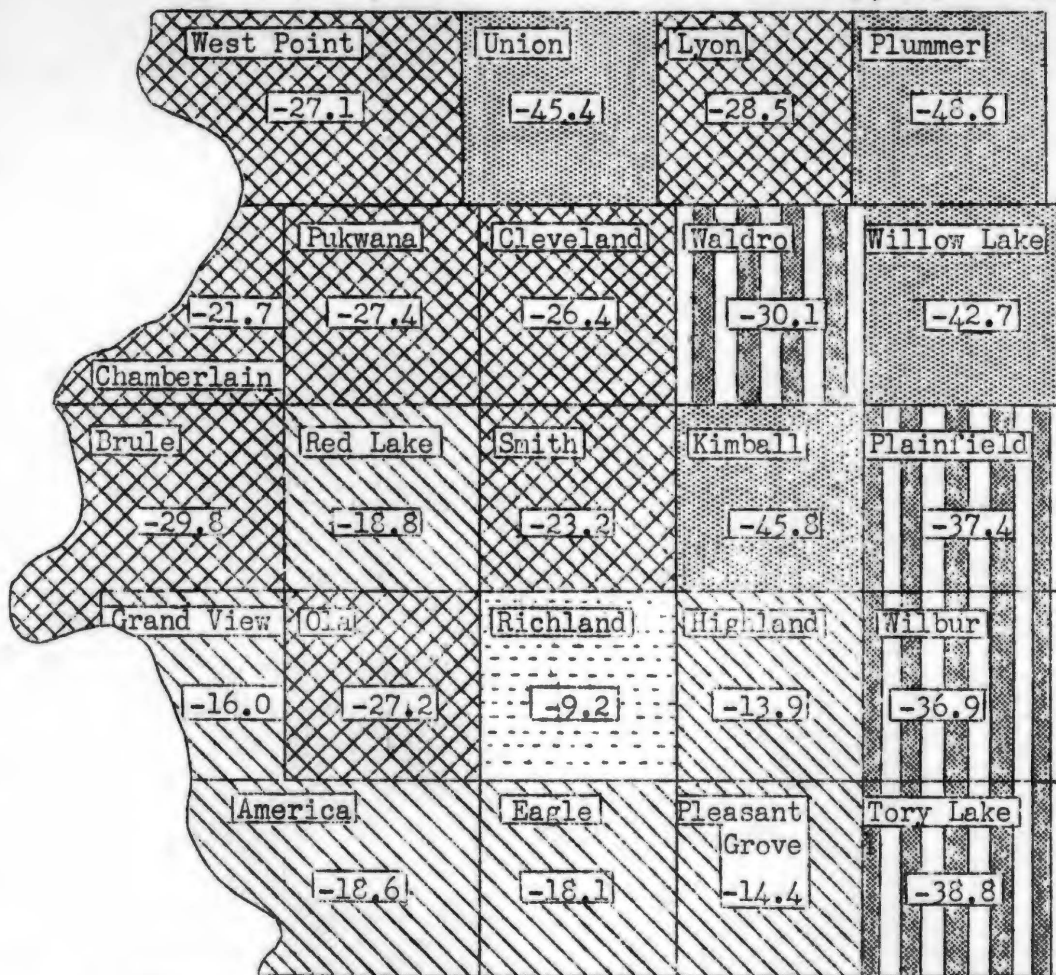 West Point
-27.1
Union
-45.4
Lyon
-28.5
Plummer
-48.6
-21.7
Chamberlain
Pukwana
-27.4
Cleveland
-26.4
Waldro
-30.1
Willow Lake
-42.7
Brule
-29.8
Red Lake
-18.8
Smith
-23.2
Kimball
-45.8
Plainfield
-37.4
Grand View
-16.0
Ola
-27.2
Richland
-9.2
Highland
-13.9
Wilbur
-36.9
America
-18.6
Eagle
-18.1
Pleasant
Grove
-14.4
Tory Lake
-38.8